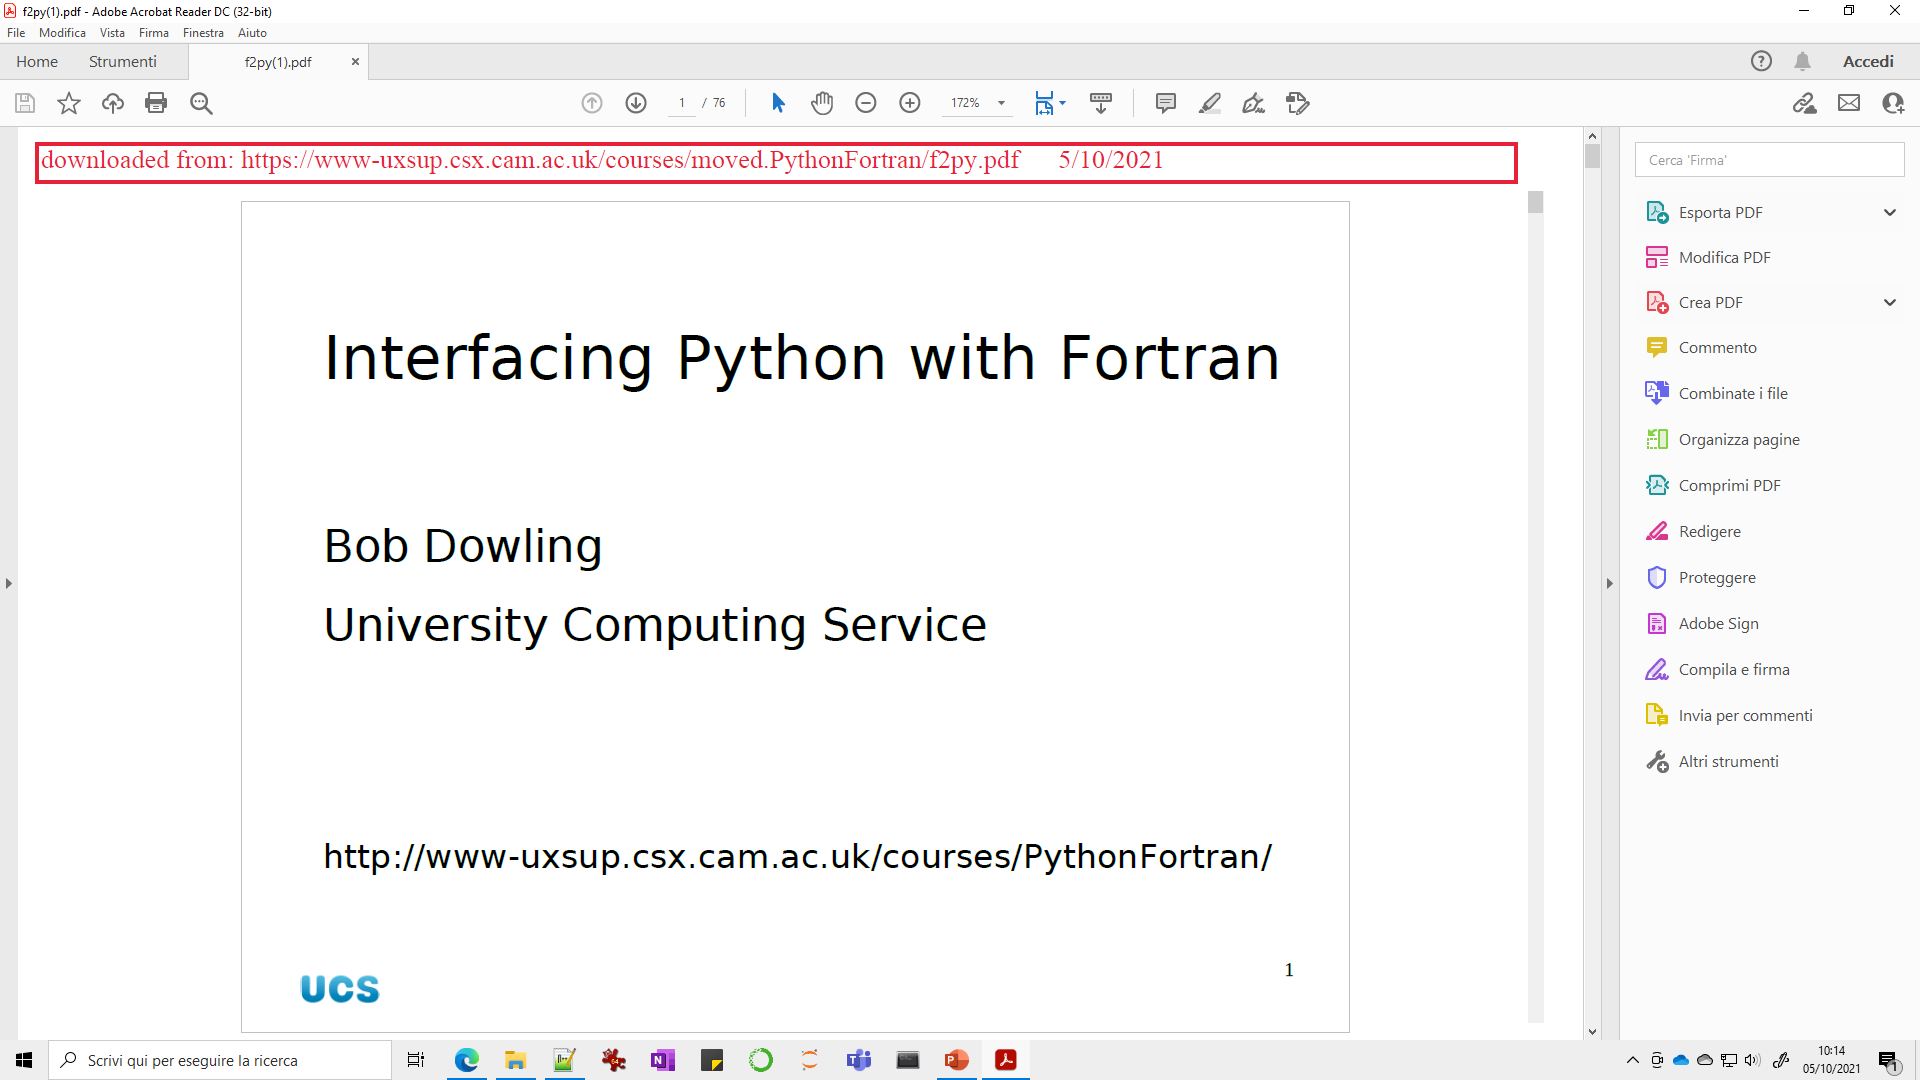 f2py(1).pdf - Adobe Acrobat Reader DC (32-bit)
File Modifica Vista Firma Finestra Aiuto
Home Strumenti f2py(1).pdf × Accedi
1 / 76 172%
downloaded from: https://www-uxsup.csx.cam.ac.uk/courses/moved.PythonFortran/f2py.pdf 5/10/2021
Interfacing Python with Fortran
Bob Dowling
University Computing Service
http://www-uxsup.csx.cam.ac.uk/courses/PythonFortran/
1
UCS
Cerca 'Firma'
Esporta PDF
Modifica PDF
Crea PDF
Commento
Combinate i file
Organizza pagine
Comprimi PDF
Redigere
Proteggere
Adobe Sign
Compila e firma
Invia per commenti
Altri strumenti
Scrivi qui per eseguire la ricerca
10:14
05/10/2021
1